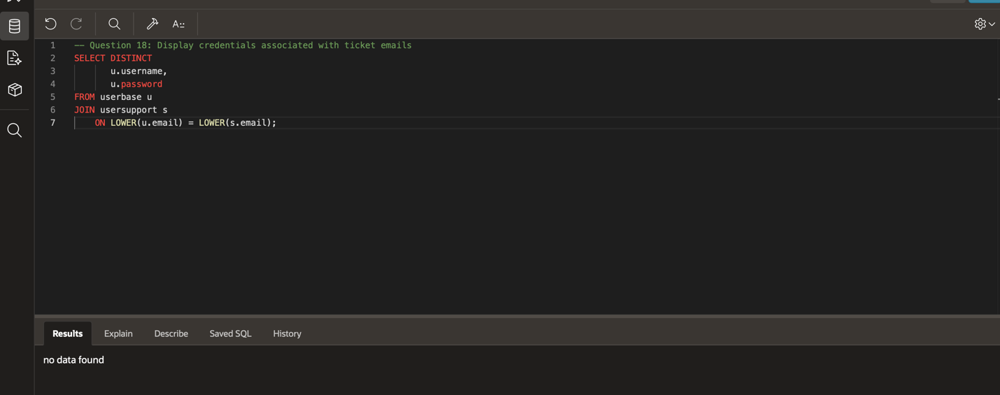 A::
1 -- Question 18: Display credentials associated with ticket emails
2 SELECT DISTINCT
3 u.username,
4 u.password
5 FROM userbase u
6 JOIN usersupport s
7 ON LOWER(u.email) = LOWER(s.email);
Results Explain Describe Saved SQL History
no data found